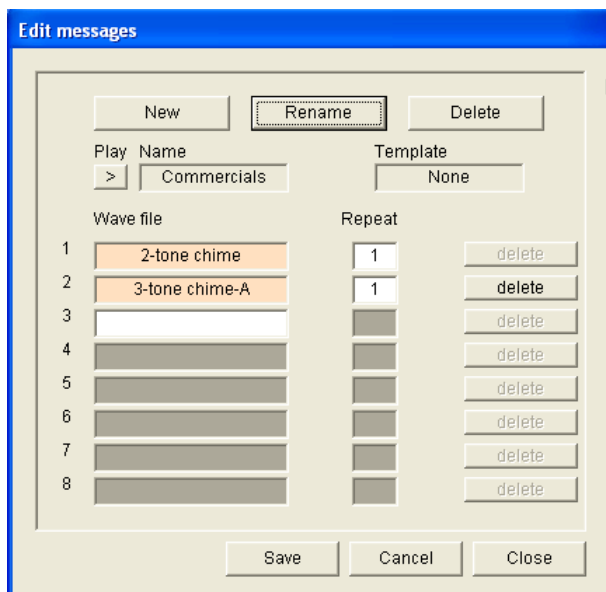 Edit messages
New Rename Delete
Play Name Template
> Commercials None
Wave file Repeat
1 2-tone chime 1 delete
2 3-tone chime-A 1 delete
3 delete
4 delete
5 delete
6 delete
7 delete
8 delete
Save Cancel Close